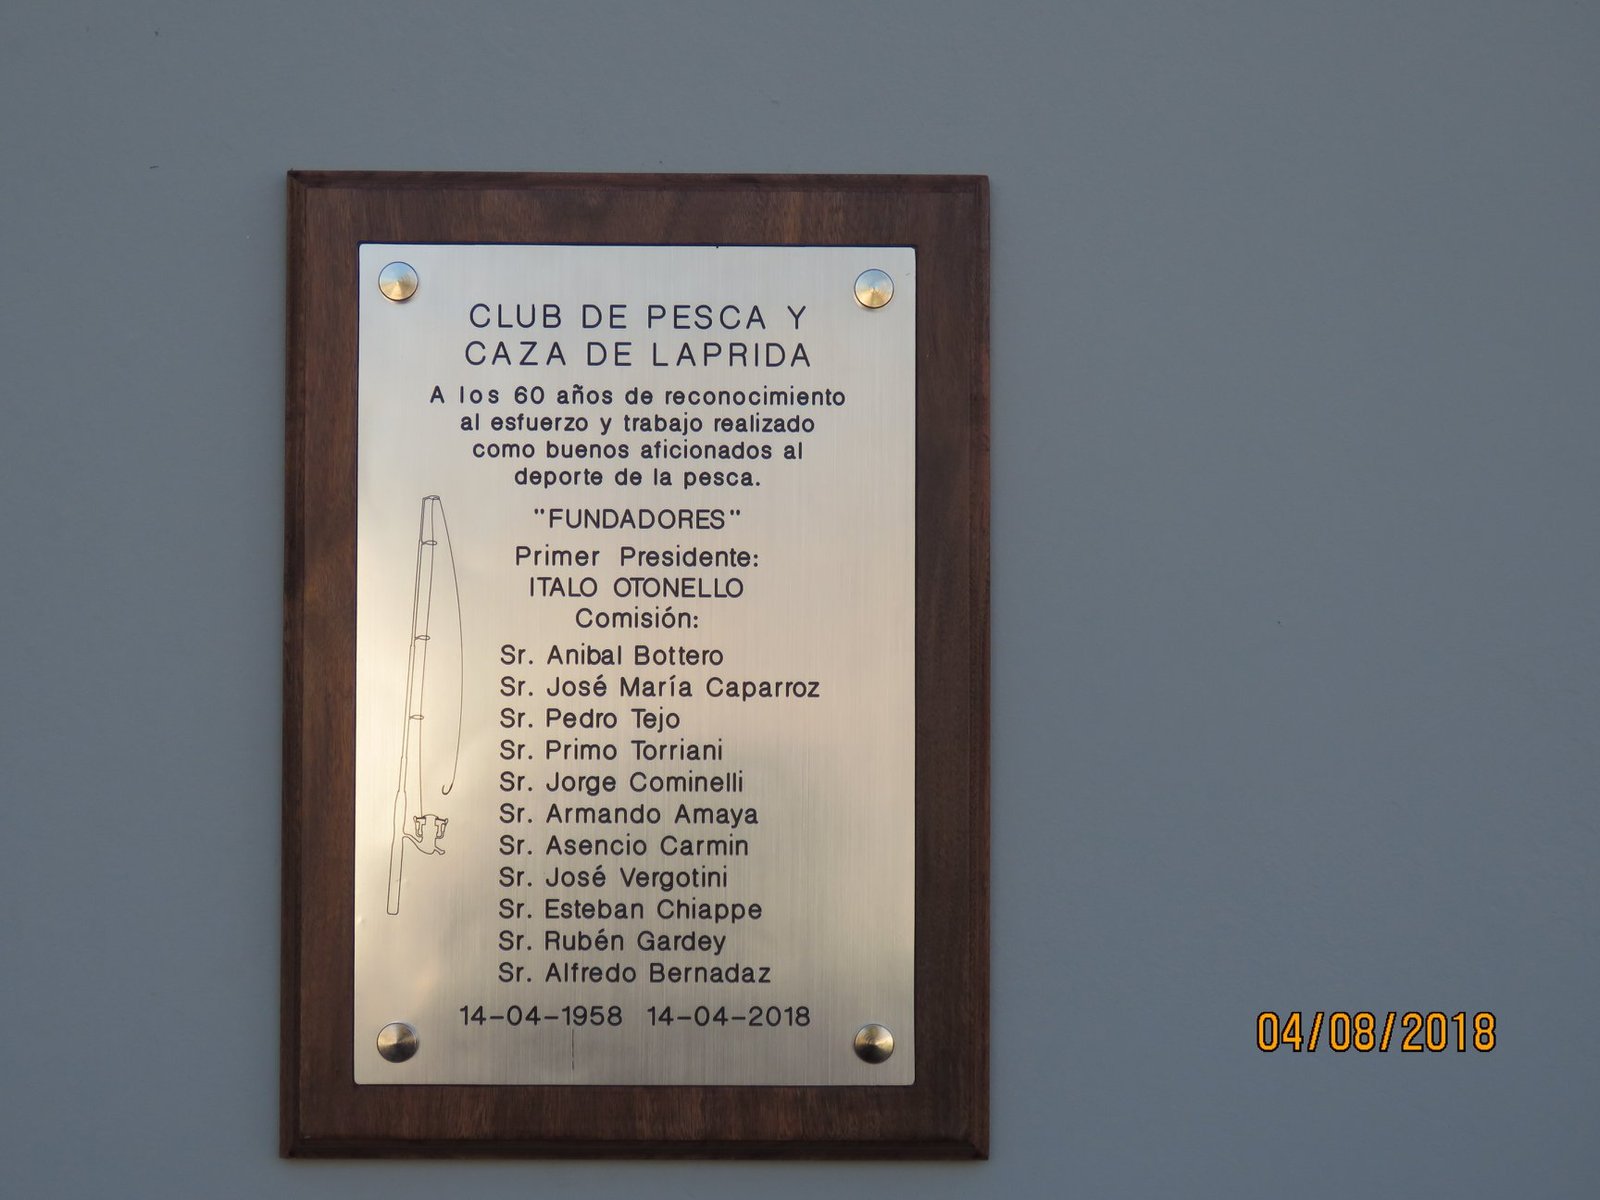 CLUB DE PESCA Y
CAZA DE LAPRIDA
A los 60 años de reconocimiento
al esfuerzo y trabajo realizado
como buenos aficionados al
deporte de la pesca.
"FUNDADORES"
Primer Presidente:
ITALO OTONELLO
Comisión:
Sr. Anibal Bottero
Sr. José María Caparroz
Sr. Pedro Tejo
Sr. Primo Torriani
Sr. Jorge Cominelli
Sr. Armando Amaya
Sr. Asencio Carmin
Sr. José Vergotini
Sr. Esteban Chiappe
Sr. Rubén Gardey
Sr. Alfredo Bernadaz
14-04-1958 14-04-2018
04/08/2018